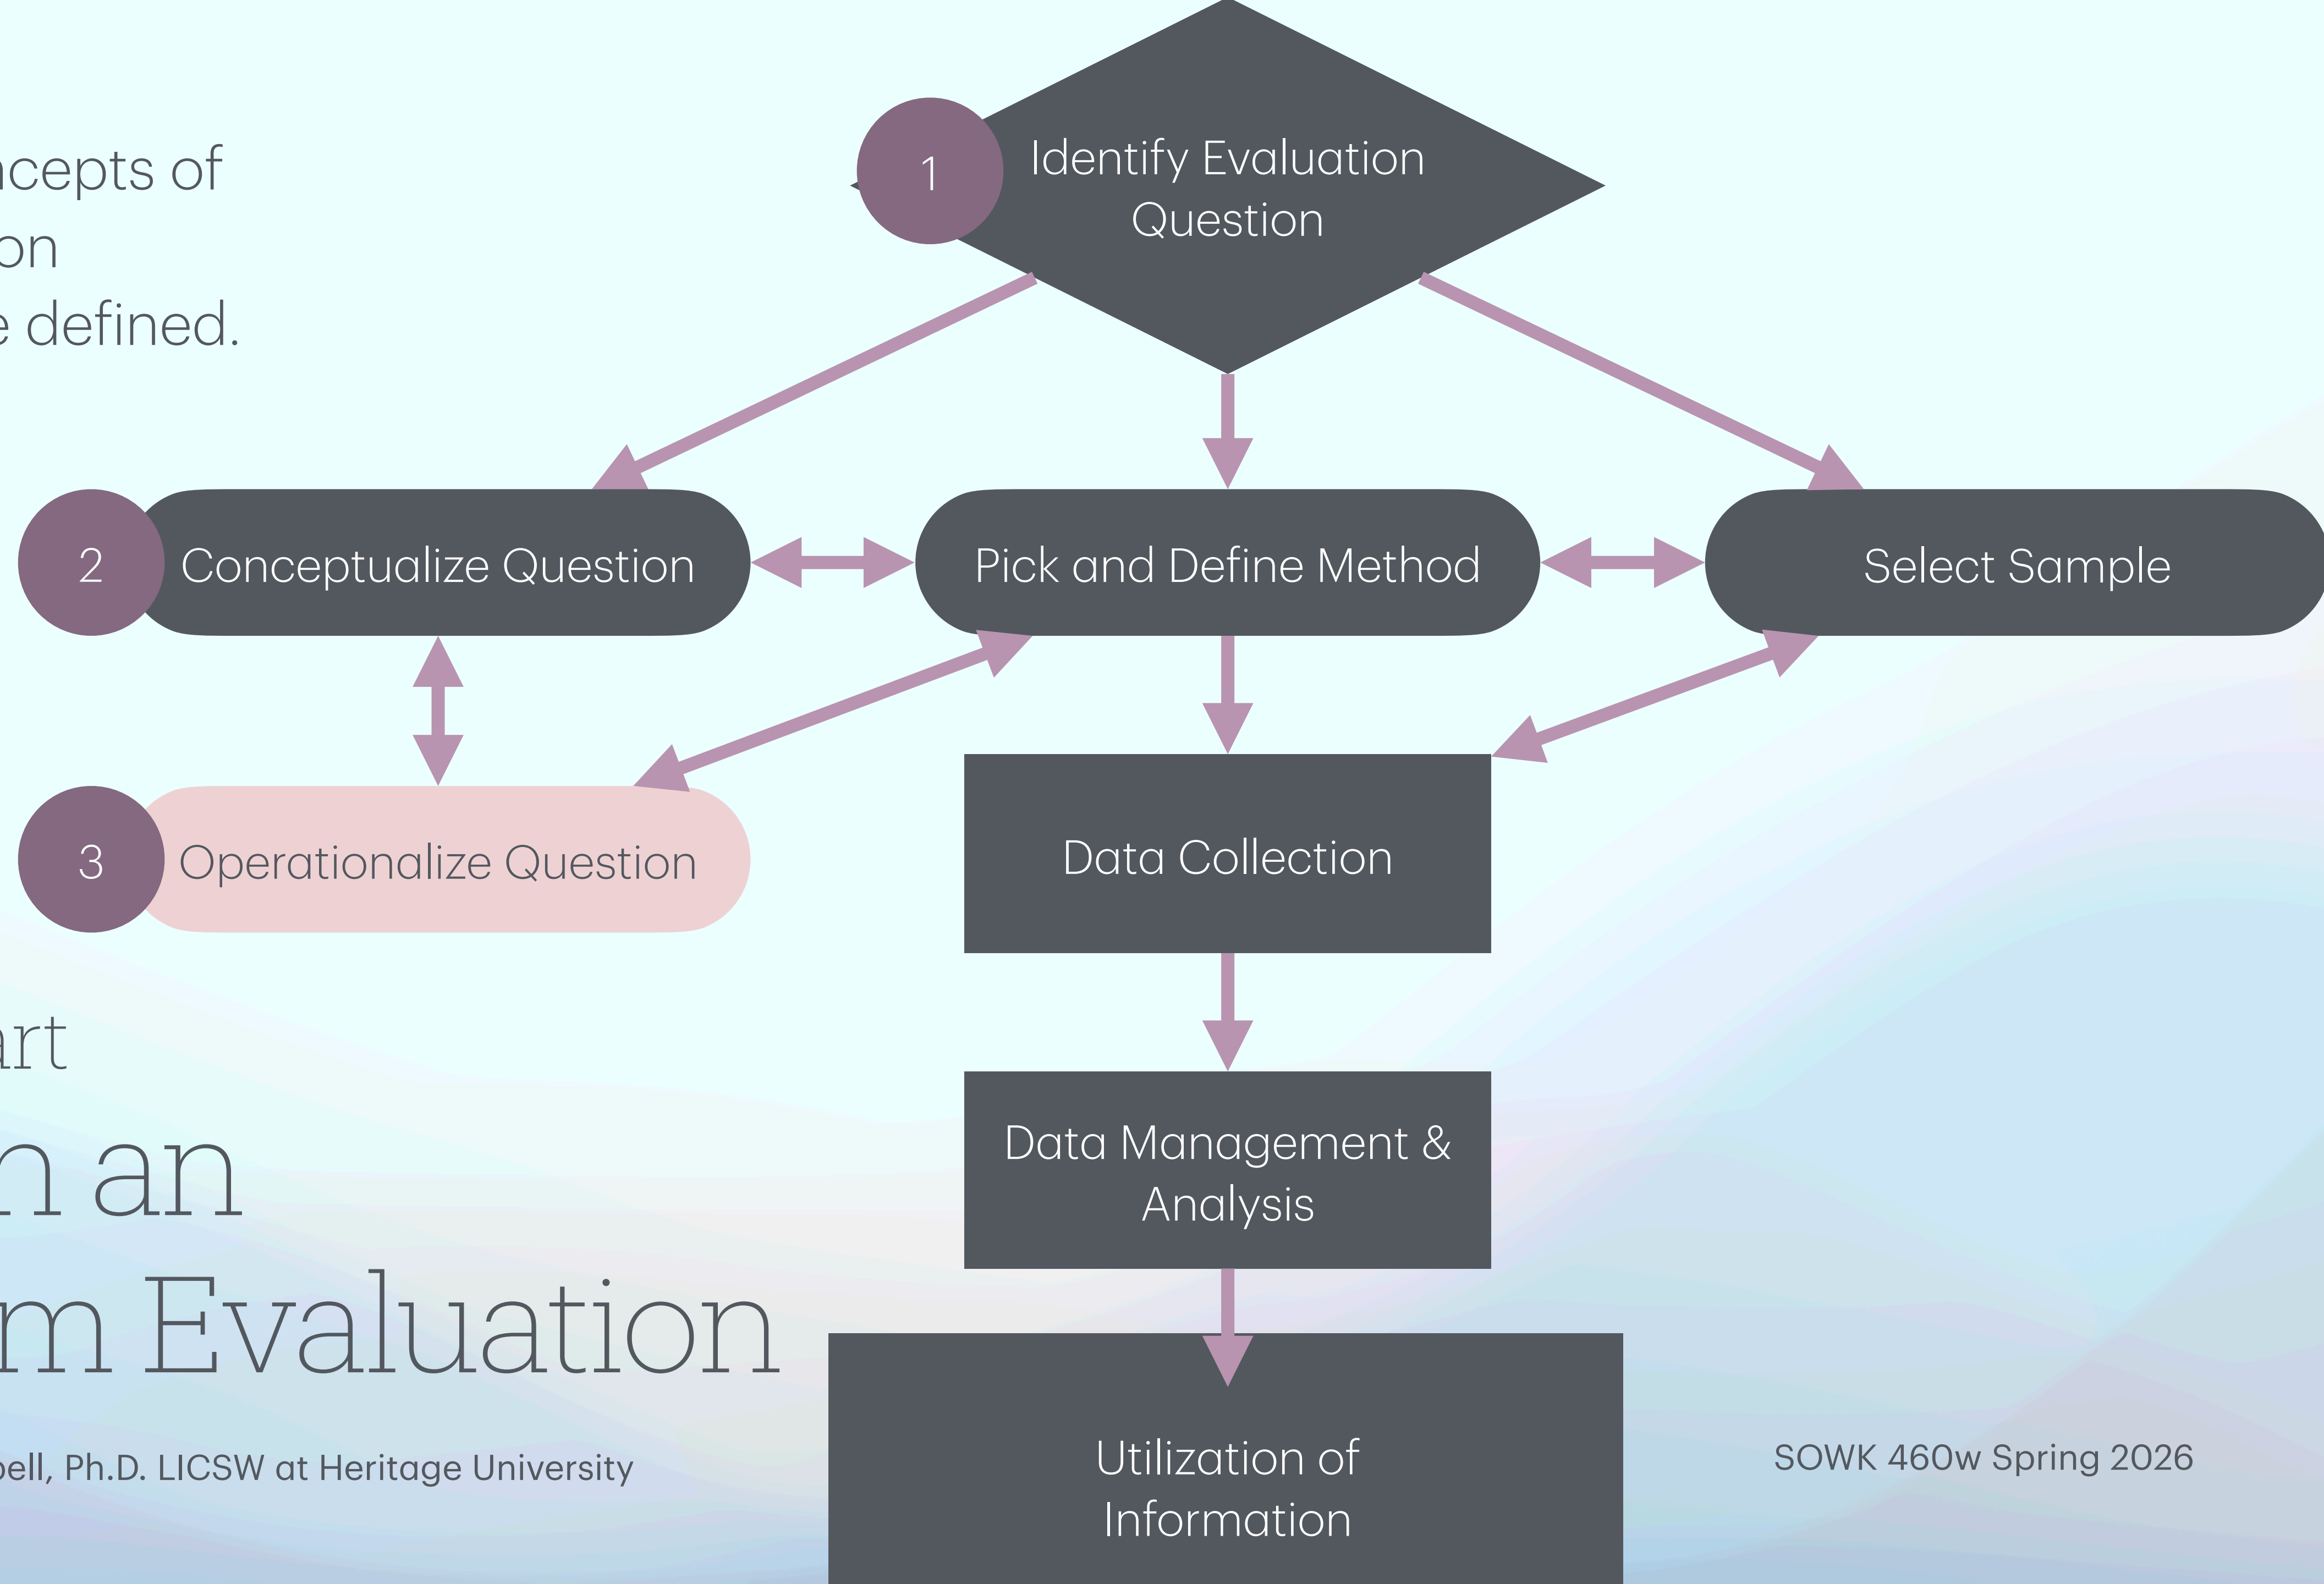 ncepts of
on
e defined.
1
Identify Evaluation
Question
2
Conceptualize Question
Pick and Define Method
Select Sample
3
Operationalize Question
Data Collection
art
n an
m Evaluation
Data Management &
Analysis
Utilization of
Information
bell, Ph.D. LICSW at Heritage University
SOWK 460w Spring 2026